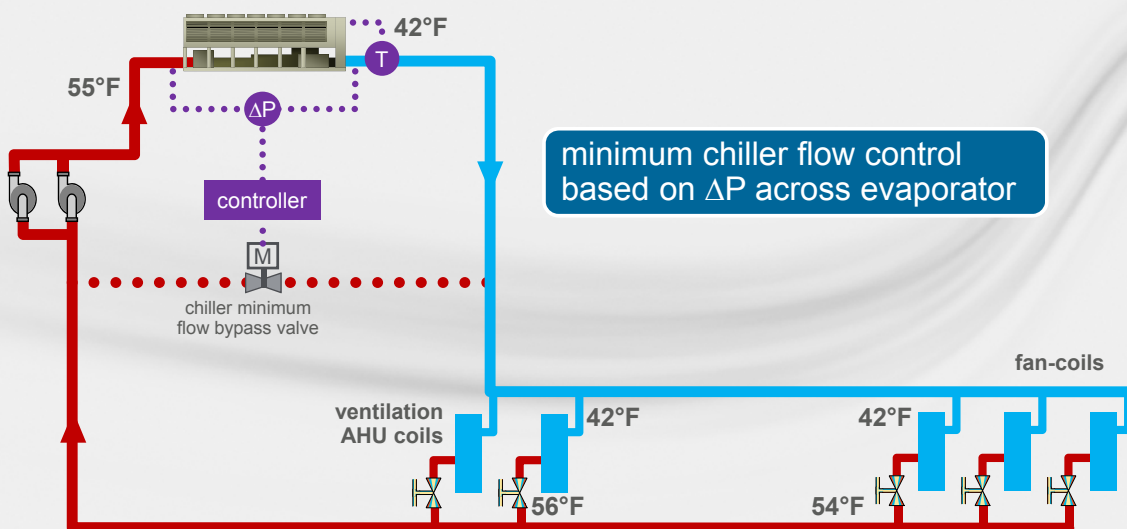 42°F
T
55°F
ΔP
minimum chiller flow control
based on ΔP across evaporator
controller
M
chiller minimum
flow bypass valve
fan-coils
ventilation
AHU coils
42°F
42°F
56°F
54°F